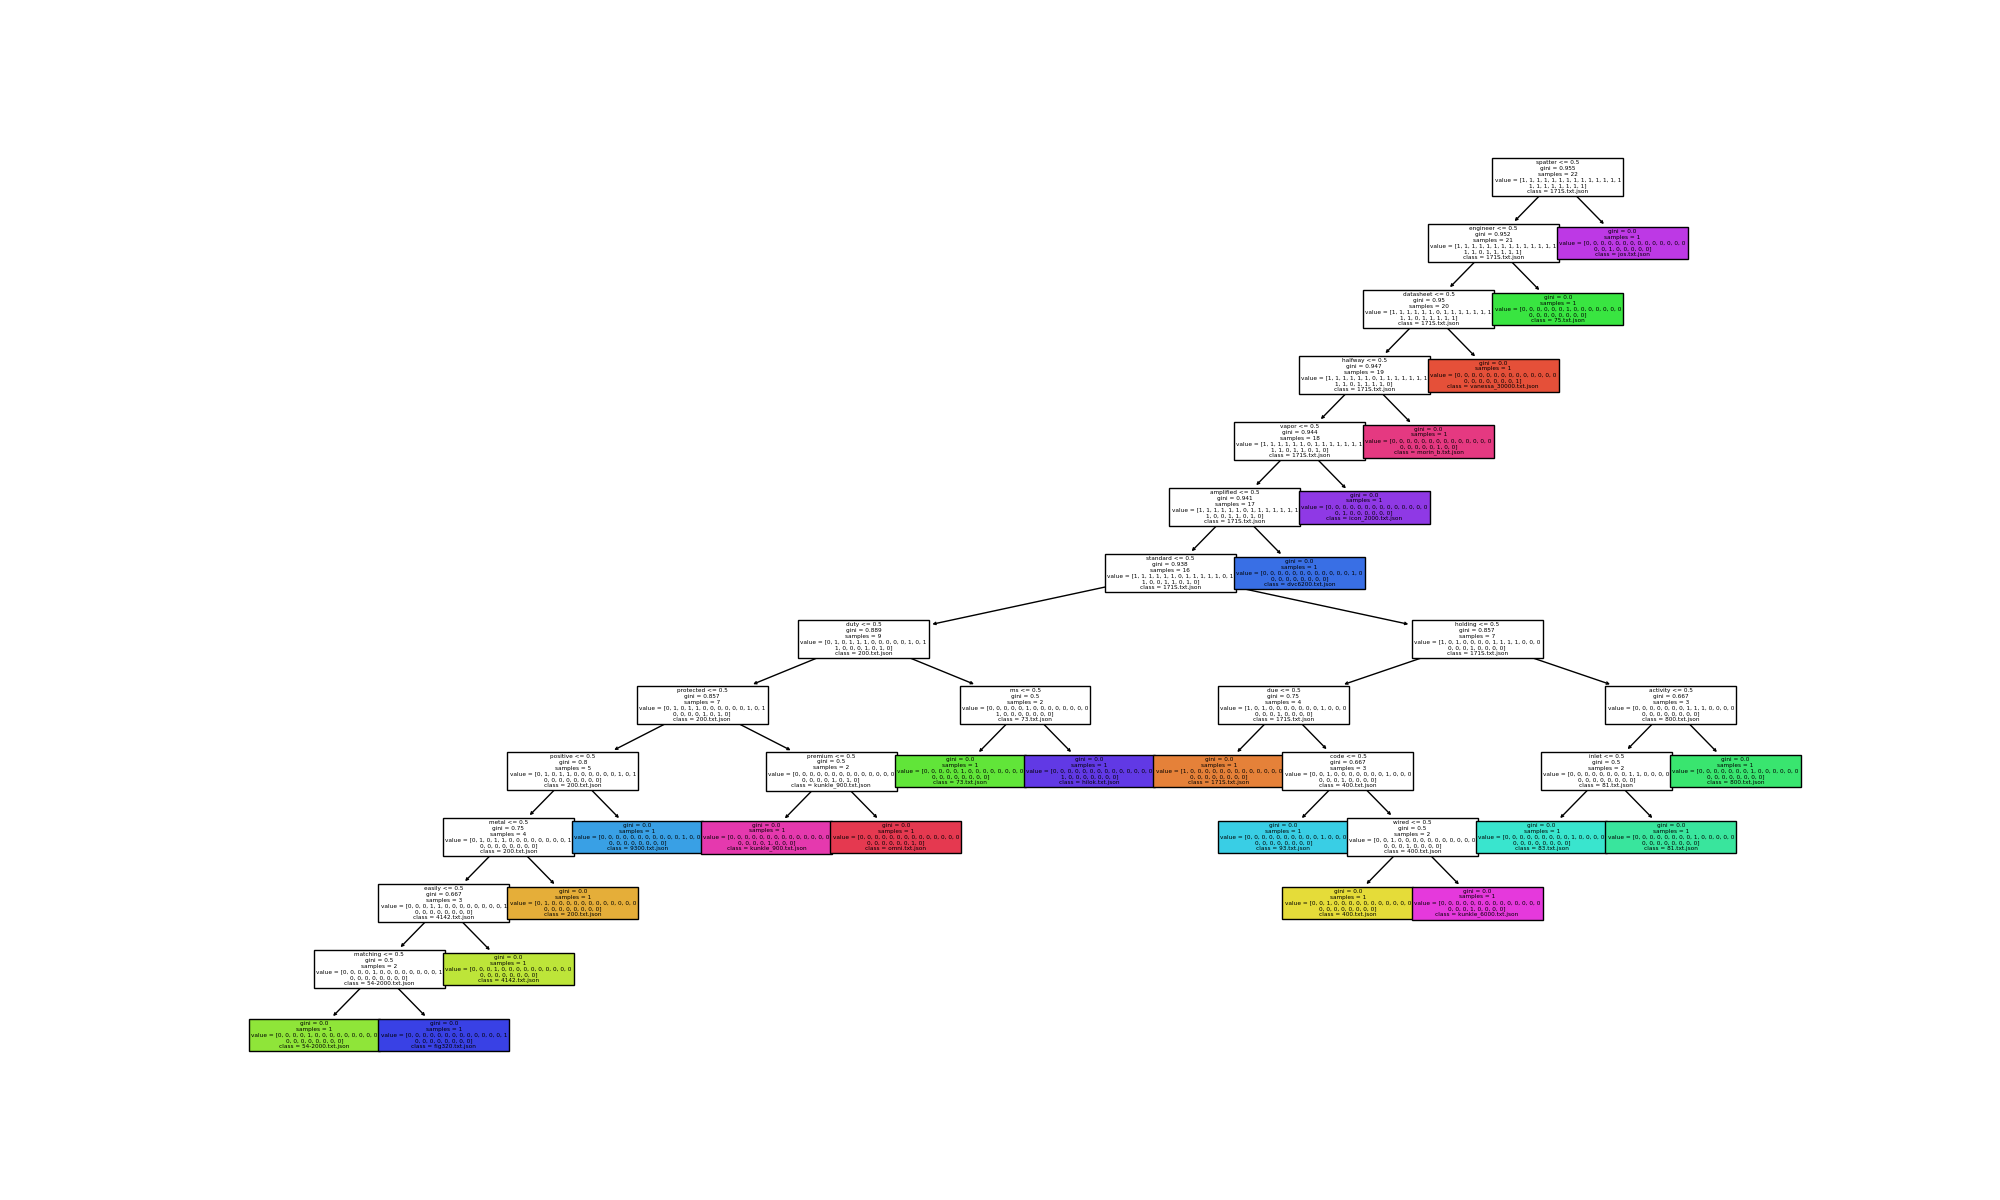 spatter <= 0.5
gini = 0.955
samples = 22
value = [1, 1, 1, 1, 1, 1, 1, 1, 1, 1, 1, 1, 1, 1
1, 1, 1, 1, 1, 1, 1, 1]
class = 171S.txt.json
engineer <= 0.5
gini = 0.952
samples = 21
value = [1, 1, 1, 1, 1, 1, 1, 1, 1, 1, 1, 1, 1, 1
1, 1, 0, 1, 1, 1, 1, 1]
class = 171S.txt.json
gini = 0.0
samples = 1
value = [0, 0, 0, 0, 0, 0, 0, 0, 0, 0, 0, 0, 0, 0
0, 0, 1, 0, 0, 0, 0, 0]
class = jos.txt.json
datasheet <= 0.5
gini = 0.95
samples = 20
value = [1, 1, 1, 1, 1, 1, 0, 1, 1, 1, 1, 1, 1, 1
1, 1, 0, 1, 1, 1, 1, 1]
class = 171S.txt.json
gini = 0.0
samples = 1
value = [0, 0, 0, 0, 0, 0, 1, 0, 0, 0, 0, 0, 0, 0
0, 0, 0, 0, 0, 0, 0, 0]
class = 75.txt.json
halfway <= 0.5
gini = 0.947
samples = 19
value = [1, 1, 1, 1, 1, 1, 0, 1, 1, 1, 1, 1, 1, 1
1, 1, 0, 1, 1, 1, 1, 0]
class = 171S.txt.json
gini = 0.0
samples = 1
value = [0, 0, 0, 0, 0, 0, 0, 0, 0, 0, 0, 0, 0, 0
0, 0, 0, 0, 0, 0, 0, 1]
class = vanessa_30000.txt.json
vapor <= 0.5
gini = 0.944
samples = 18
value = [1, 1, 1, 1, 1, 1, 0, 1, 1, 1, 1, 1, 1, 1
1, 1, 0, 1, 1, 0, 1, 0]
class = 171S.txt.json
gini = 0.0
samples = 1
value = [0, 0, 0, 0, 0, 0, 0, 0, 0, 0, 0, 0, 0, 0
0, 0, 0, 0, 0, 1, 0, 0]
class = morin_b.txt.json
amplified <= 0.5
gini = 0.941
samples = 17
value = [1, 1, 1, 1, 1, 1, 0, 1, 1, 1, 1, 1, 1, 1
1, 0, 0, 1, 1, 0, 1, 0]
class = 171S.txt.json
gini = 0.0
samples = 1
value = [0, 0, 0, 0, 0, 0, 0, 0, 0, 0, 0, 0, 0, 0
0, 1, 0, 0, 0, 0, 0, 0]
class = icon_2000.txt.json
standard <= 0.5
gini = 0.938
samples = 16
value = [1, 1, 1, 1, 1, 1, 0, 1, 1, 1, 1, 1, 0, 1
1, 0, 0, 1, 1, 0, 1, 0]
class = 171S.txt.json
gini = 0.0
samples = 1
value = [0, 0, 0, 0, 0, 0, 0, 0, 0, 0, 0, 0, 1, 0
0, 0, 0, 0, 0, 0, 0, 0]
class = dvc6200.txt.json
duty <= 0.5
gini = 0.889
samples = 9
value = [0, 1, 0, 1, 1, 1, 0, 0, 0, 0, 0, 1, 0, 1
1, 0, 0, 0, 1, 0, 1, 0]
class = 200.txt.json
holding <= 0.5
gini = 0.857
samples = 7
value = [1, 0, 1, 0, 0, 0, 0, 1, 1, 1, 1, 0, 0, 0
0, 0, 0, 1, 0, 0, 0, 0]
class = 171S.txt.json
protected <= 0.5
gini = 0.857
samples = 7
value = [0, 1, 0, 1, 1, 0, 0, 0, 0, 0, 0, 1, 0, 1
0, 0, 0, 0, 1, 0, 1, 0]
class = 200.txt.json
ms <= 0.5
gini = 0.5
samples = 2
value = [0, 0, 0, 0, 0, 1, 0, 0, 0, 0, 0, 0, 0, 0
1, 0, 0, 0, 0, 0, 0, 0]
class = 73.txt.json
due <= 0.5
gini = 0.75
samples = 4
value = [1, 0, 1, 0, 0, 0, 0, 0, 0, 0, 1, 0, 0, 0
0, 0, 0, 1, 0, 0, 0, 0]
class = 171S.txt.json
activity <= 0.5
gini = 0.667
samples = 3
value = [0, 0, 0, 0, 0, 0, 0, 1, 1, 1, 0, 0, 0, 0
0, 0, 0, 0, 0, 0, 0, 0]
class = 800.txt.json
positive <= 0.5
gini = 0.8
samples = 5
value = [0, 1, 0, 1, 1, 0, 0, 0, 0, 0, 0, 1, 0, 1
0, 0, 0, 0, 0, 0, 0, 0]
class = 200.txt.json
premium <= 0.5
gini = 0.5
samples = 2
value = [0, 0, 0, 0, 0, 0, 0, 0, 0, 0, 0, 0, 0, 0
0, 0, 0, 0, 1, 0, 1, 0]
class = kunkle_900.txt.json
gini = 0.0
samples = 1
value = [0, 0, 0, 0, 0, 1, 0, 0, 0, 0, 0, 0, 0, 0
0, 0, 0, 0, 0, 0, 0, 0]
class = 73.txt.json
gini = 0.0
samples = 1
value = [0, 0, 0, 0, 0, 0, 0, 0, 0, 0, 0, 0, 0, 0
1, 0, 0, 0, 0, 0, 0, 0]
class = hilok.txt.json
gini = 0.0
samples = 1
value = [1, 0, 0, 0, 0, 0, 0, 0, 0, 0, 0, 0, 0, 0
0, 0, 0, 0, 0, 0, 0, 0]
class = 171S.txt.json
code <= 0.5
gini = 0.667
samples = 3
value = [0, 0, 1, 0, 0, 0, 0, 0, 0, 0, 1, 0, 0, 0
0, 0, 0, 1, 0, 0, 0, 0]
class = 400.txt.json
inlet <= 0.5
gini = 0.5
samples = 2
value = [0, 0, 0, 0, 0, 0, 0, 0, 1, 1, 0, 0, 0, 0
0, 0, 0, 0, 0, 0, 0, 0]
class = 81.txt.json
gini = 0.0
samples = 1
value = [0, 0, 0, 0, 0, 0, 0, 1, 0, 0, 0, 0, 0, 0
0, 0, 0, 0, 0, 0, 0, 0]
class = 800.txt.json
metal <= 0.5
gini = 0.75
samples = 4
value = [0, 1, 0, 1, 1, 0, 0, 0, 0, 0, 0, 0, 0, 1
0, 0, 0, 0, 0, 0, 0, 0]
class = 200.txt.json
gini = 0.0
samples = 1
value = [0, 0, 0, 0, 0, 0, 0, 0, 0, 0, 0, 1, 0, 0
0, 0, 0, 0, 0, 0, 0, 0]
class = 9300.txt.json
gini = 0.0
samples = 1
value = [0, 0, 0, 0, 0, 0, 0, 0, 0, 0, 0, 0, 0, 0
0, 0, 0, 0, 1, 0, 0, 0]
class = kunkle_900.txt.json
gini = 0.0
samples = 1
value = [0, 0, 0, 0, 0, 0, 0, 0, 0, 0, 0, 0, 0, 0
0, 0, 0, 0, 0, 0, 1, 0]
class = omni.txt.json
gini = 0.0
samples = 1
value = [0, 0, 0, 0, 0, 0, 0, 0, 0, 0, 1, 0, 0, 0
0, 0, 0, 0, 0, 0, 0, 0]
class = 93.txt.json
wired <= 0.5
gini = 0.5
samples = 2
value = [0, 0, 1, 0, 0, 0, 0, 0, 0, 0, 0, 0, 0, 0
0, 0, 0, 1, 0, 0, 0, 0]
class = 400.txt.json
gini = 0.0
samples = 1
value = [0, 0, 0, 0, 0, 0, 0, 0, 0, 1, 0, 0, 0, 0
0, 0, 0, 0, 0, 0, 0, 0]
class = 83.txt.json
gini = 0.0
samples = 1
value = [0, 0, 0, 0, 0, 0, 0, 0, 1, 0, 0, 0, 0, 0
0, 0, 0, 0, 0, 0, 0, 0]
class = 81.txt.json
easily <= 0.5
gini = 0.667
samples = 3
value = [0, 0, 0, 1, 1, 0, 0, 0, 0, 0, 0, 0, 0, 1
0, 0, 0, 0, 0, 0, 0, 0]
class = 4142.txt.json
gini = 0.0
samples = 1
value = [0, 1, 0, 0, 0, 0, 0, 0, 0, 0, 0, 0, 0, 0
0, 0, 0, 0, 0, 0, 0, 0]
class = 200.txt.json
gini = 0.0
samples = 1
value = [0, 0, 1, 0, 0, 0, 0, 0, 0, 0, 0, 0, 0, 0
0, 0, 0, 0, 0, 0, 0, 0]
class = 400.txt.json
gini = 0.0
samples = 1
value = [0, 0, 0, 0, 0, 0, 0, 0, 0, 0, 0, 0, 0, 0
0, 0, 0, 1, 0, 0, 0, 0]
class = kunkle_6000.txt.json
matching <= 0.5
gini = 0.5
samples = 2
value = [0, 0, 0, 0, 1, 0, 0, 0, 0, 0, 0, 0, 0, 1
0, 0, 0, 0, 0, 0, 0, 0]
class = 54-2000.txt.json
gini = 0.0
samples = 1
value = [0, 0, 0, 1, 0, 0, 0, 0, 0, 0, 0, 0, 0, 0
0, 0, 0, 0, 0, 0, 0, 0]
class = 4142.txt.json
gini = 0.0
samples = 1
value = [0, 0, 0, 0, 1, 0, 0, 0, 0, 0, 0, 0, 0, 0
0, 0, 0, 0, 0, 0, 0, 0]
class = 54-2000.txt.json
gini = 0.0
samples = 1
value = [0, 0, 0, 0, 0, 0, 0, 0, 0, 0, 0, 0, 0, 1
0, 0, 0, 0, 0, 0, 0, 0]
class = fig320.txt.json